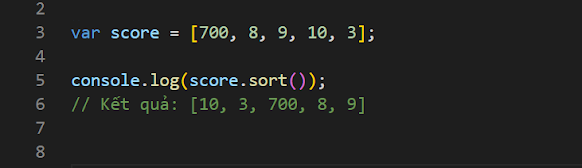 2
3 var score = [700, 8, 9, 10, 3];
4
5 console.log(score.sort());
6 // Kết quả: [10, 3, 700, 8, 9]
7
8